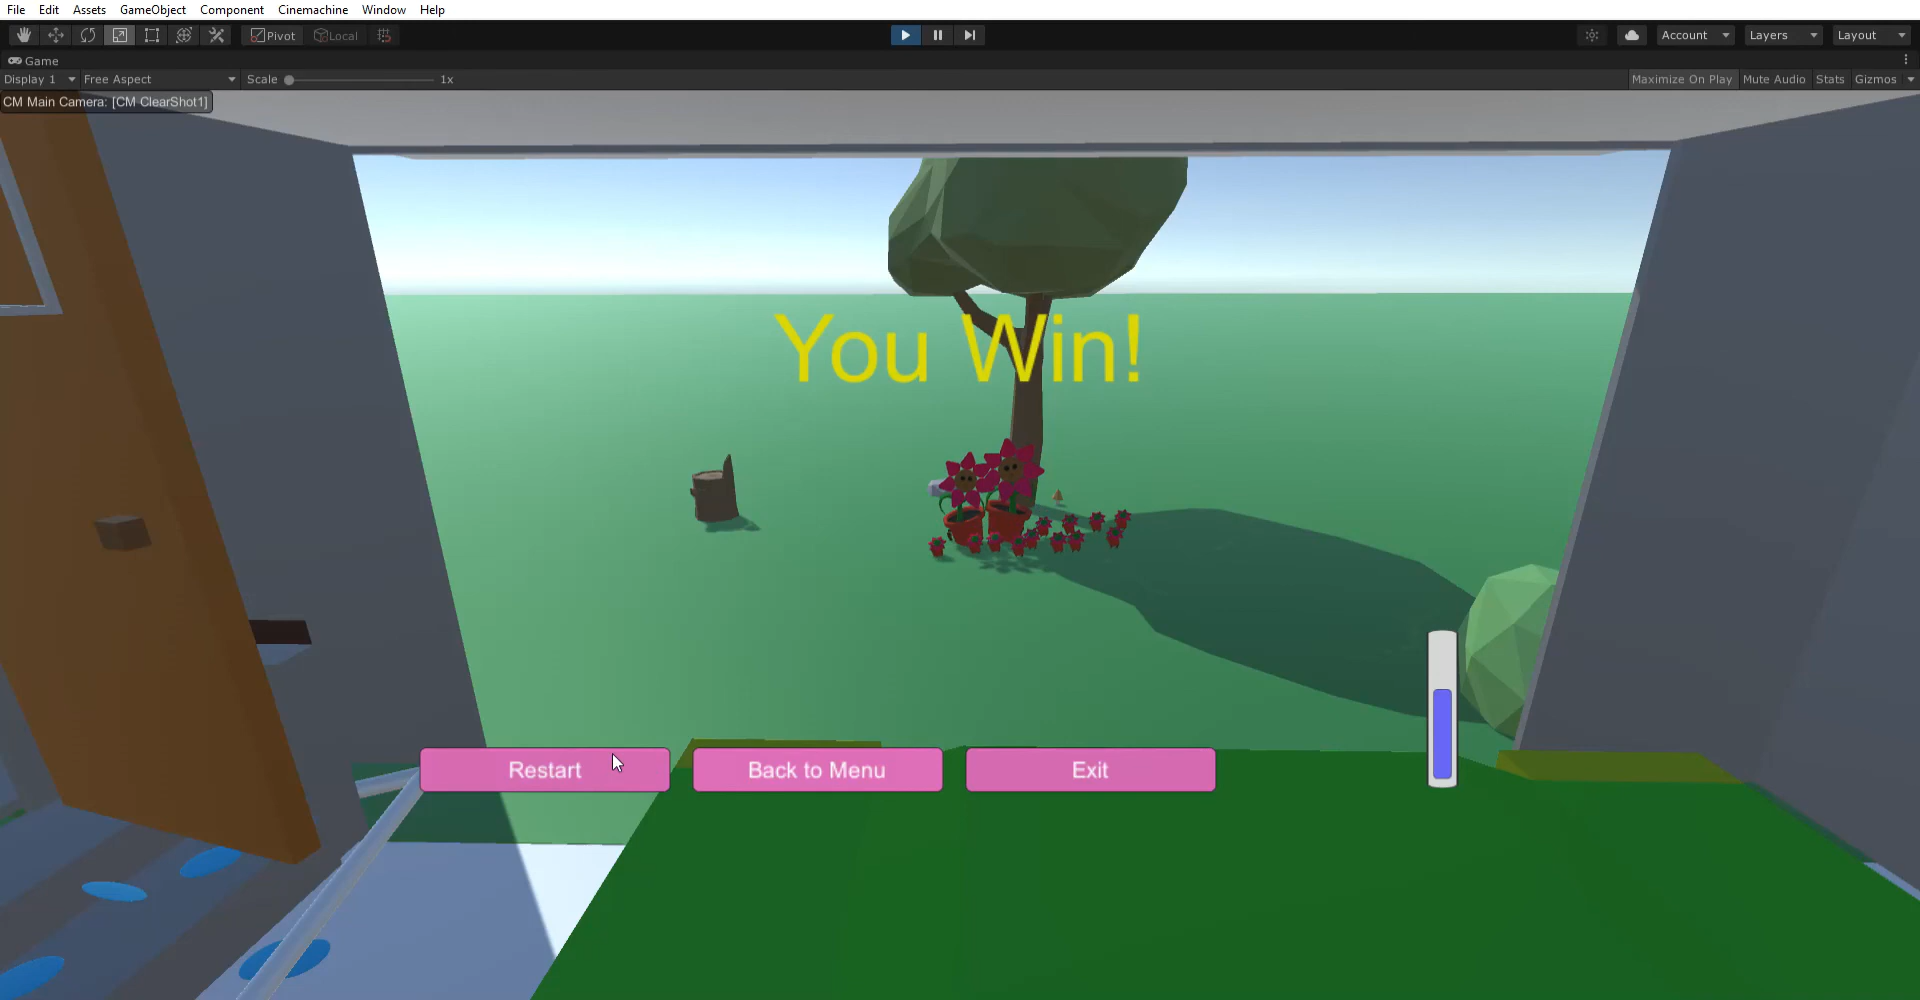 File Edit Assets GameObject Component Cinemachine Window Help
Pivot Local Account Layers Layout
Game
Display 1 Free Aspect Scale 1x Maximize On Play Mute Audio Stats Gizmos
CM Main Camera: [CM ClearShot1]
You Win!
Restart Back to Menu Exit